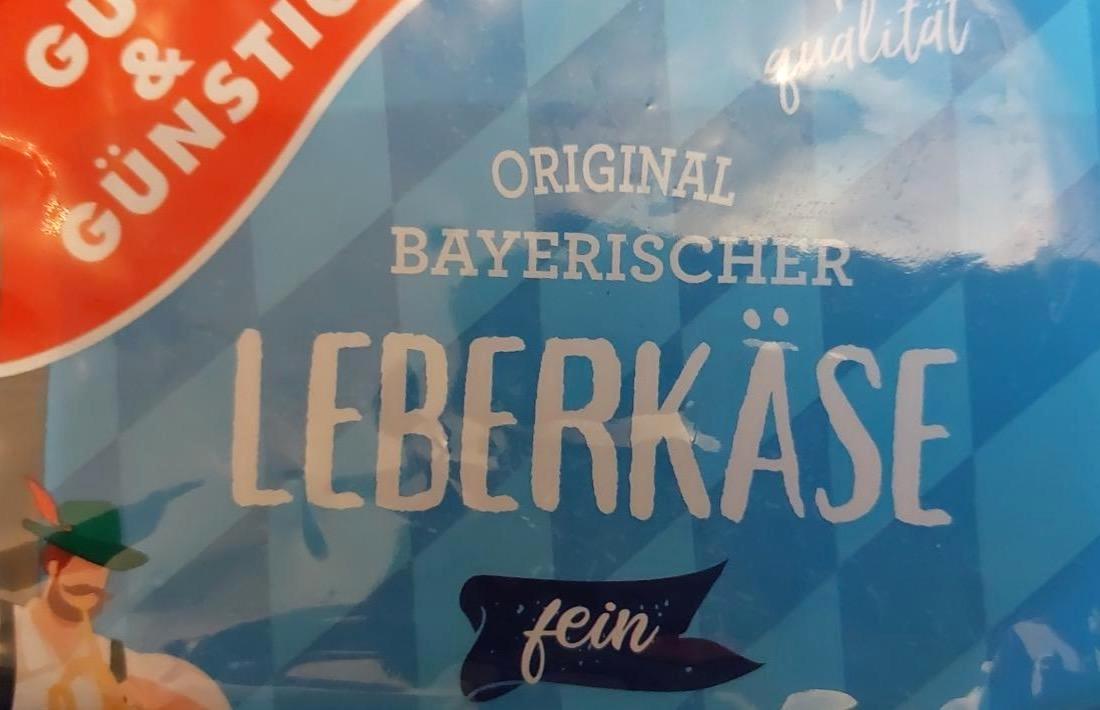 GU
&
GÜNSTIG
qualität
ORIGINAL
BAYERISCHER
LEBERKÄSE
fein